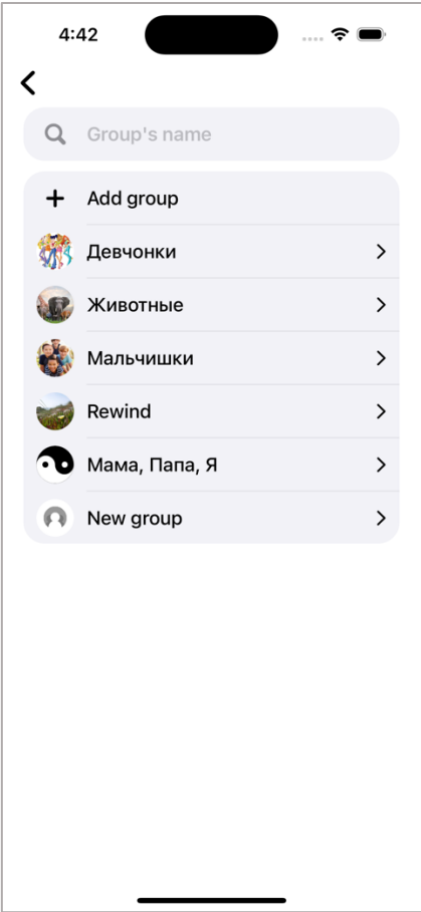 4:42
Group's name
Add group
Девчонки
Животные
Мальчишки
Rewind
Мама, Папа, Я
New group